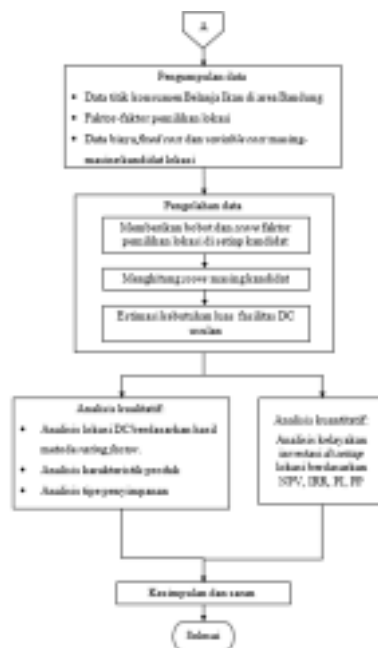 A
Pengumpulan data
• Data titik konsumen Belanja Ikan di area Bandung
• Faktor-faktor pemilihan lokasi
• Data biaya, fixed cost dan variable cost masing-
masing kandidat lokasi
Pengolahan data
Memberikan bobot dan score faktor
pemilihan lokasi di setiap kandidat
Menghitung score masing kandidat
Estimasi kebutuhan luas fasilitas DC
usulan
Analisis kualitatif:
• Analisis lokasi DC berdasarkan hasil
metoda rating factor.
• Analisis karakteristik produk
• Analisis tipe penyimpanan
Analisis kuantitatif:
Analisis kelayakan
investasi di setiap
lokasi berdasarkan
NPV, IRR, PI, PP
Kesimpulan dan saran
Selesai